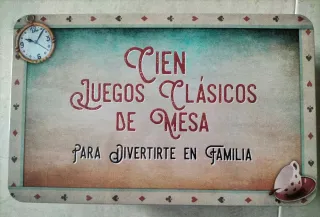 Cien
Juegos Clásicos
de Mesa
Para Divertirte en Familia